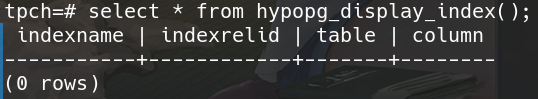 tpch=# select * from hypopg_display_index();
 indexname | indexrelid | table | column
-----------+------------+-------+--------
(0 rows)